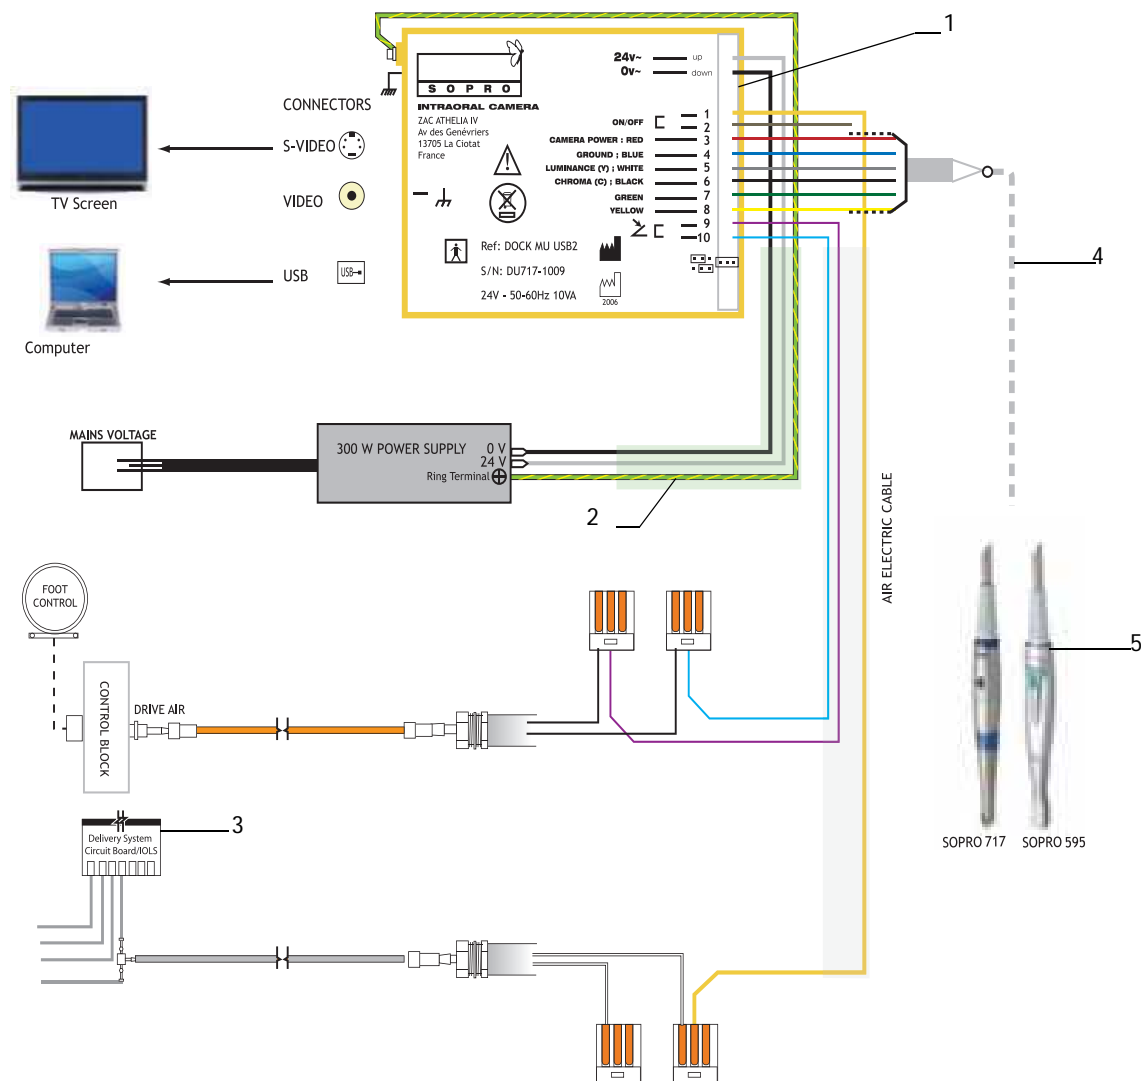 1
SOPRO
INTRAORAL CAMERA
ZAC ATHELIA IV
Av des Genévriers
13705 La Ciotat
France
24v~ up
0v~ down
ON/OFF
1
2
CAMERA POWER : RED 3
GROUND ; BLUE 4
LUMINANCE (Y) ; WHITE 5
CHROMA (C) ; BLACK 6
GREEN 7
YELLOW 8
9
10
Ref: DOCK MU USB2
S/N: DU717-1009
24V - 50-60Hz 10VA
2006
CONNECTORS
S-VIDEO
VIDEO
USB
USB
TV Screen
Computer
4
MAINS VOLTAGE
300 W POWER SUPPLY 0 V
24 V
Ring Terminal
2
AIR ELECTRIC CABLE
FOOT
CONTROL
CONTROL BLOCK
DRIVE AIR
5
SOPRO 717
SOPRO 595
3
Delivery System
Circuit Board/IOLS